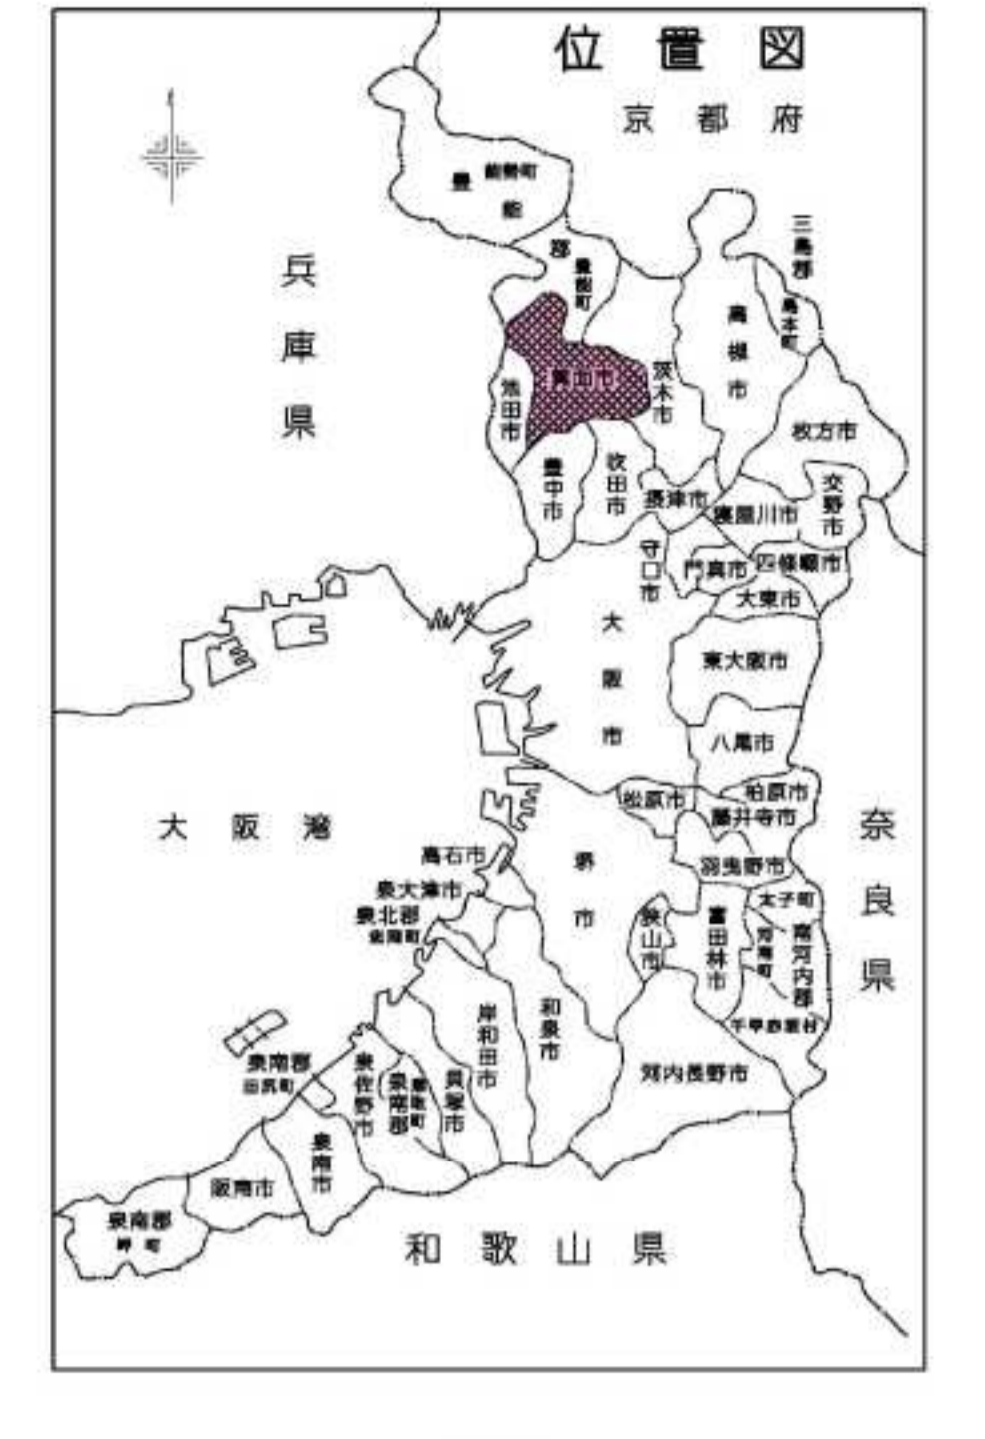 位置図
京都府
兵庫県
豊能郡
能勢町
豊能町
三島郡
島本町
高槻市
茨木市
箕面市
池田市
枚方市
豊中市
吹田市
摂津市
交野市
寝屋川市
守口市
門真市
四條畷市
大東市
大阪市
東大阪市
八尾市
松原市
柏原市
藤井寺市
大阪湾
奈良県
高石市
堺市
羽曳野市
泉大津市
太子町
泉北郡
忠岡町
狭山市
富田林市
河南町
南河内郡
千早赤阪村
岸和田市
和泉市
河内長野市
泉南郡
田尻町
泉佐野市
泉南郡
熊取町
貝塚市
泉南市
阪南市
泉南郡
岬町
和歌山県